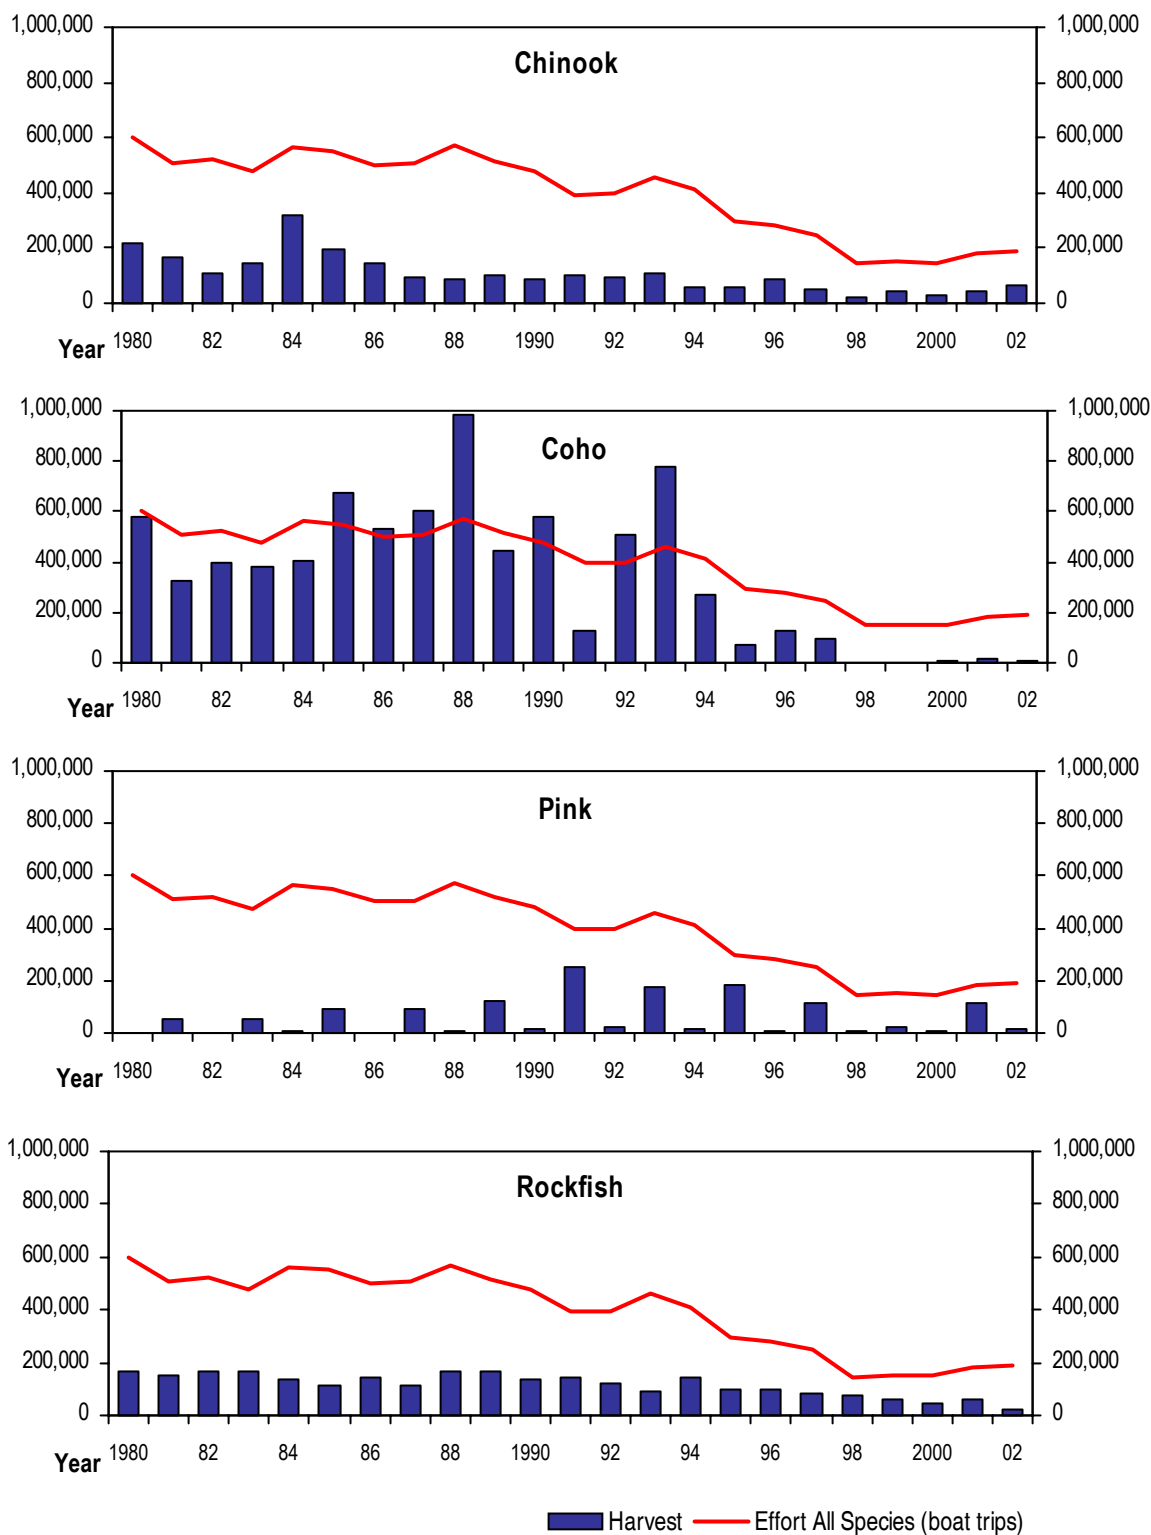 1,000,000 1,000,000
Chinook
800,000 800,000
600,000 600,000
400,000 400,000
200,000 200,000
0 0
Year 1980 82 84 86 88 1990 92 94 96 98 2000 02
1,000,000 1,000,000
Coho
800,000 800,000
600,000 600,000
400,000 400,000
200,000 200,000
0 0
Year 1980 82 84 86 88 1990 92 94 96 98 2000 02
1,000,000 1,000,000
Pink
800,000 800,000
600,000 600,000
400,000 400,000
200,000 200,000
0 0
Year 1980 82 84 86 88 1990 92 94 96 98 2000 02
1,000,000 1,000,000
Rockfish
800,000 800,000
600,000 600,000
400,000 400,000
200,000 200,000
0 0
Year 1980 82 84 86 88 1990 92 94 96 98 2000 02
Harvest Effort All Species (boat trips)